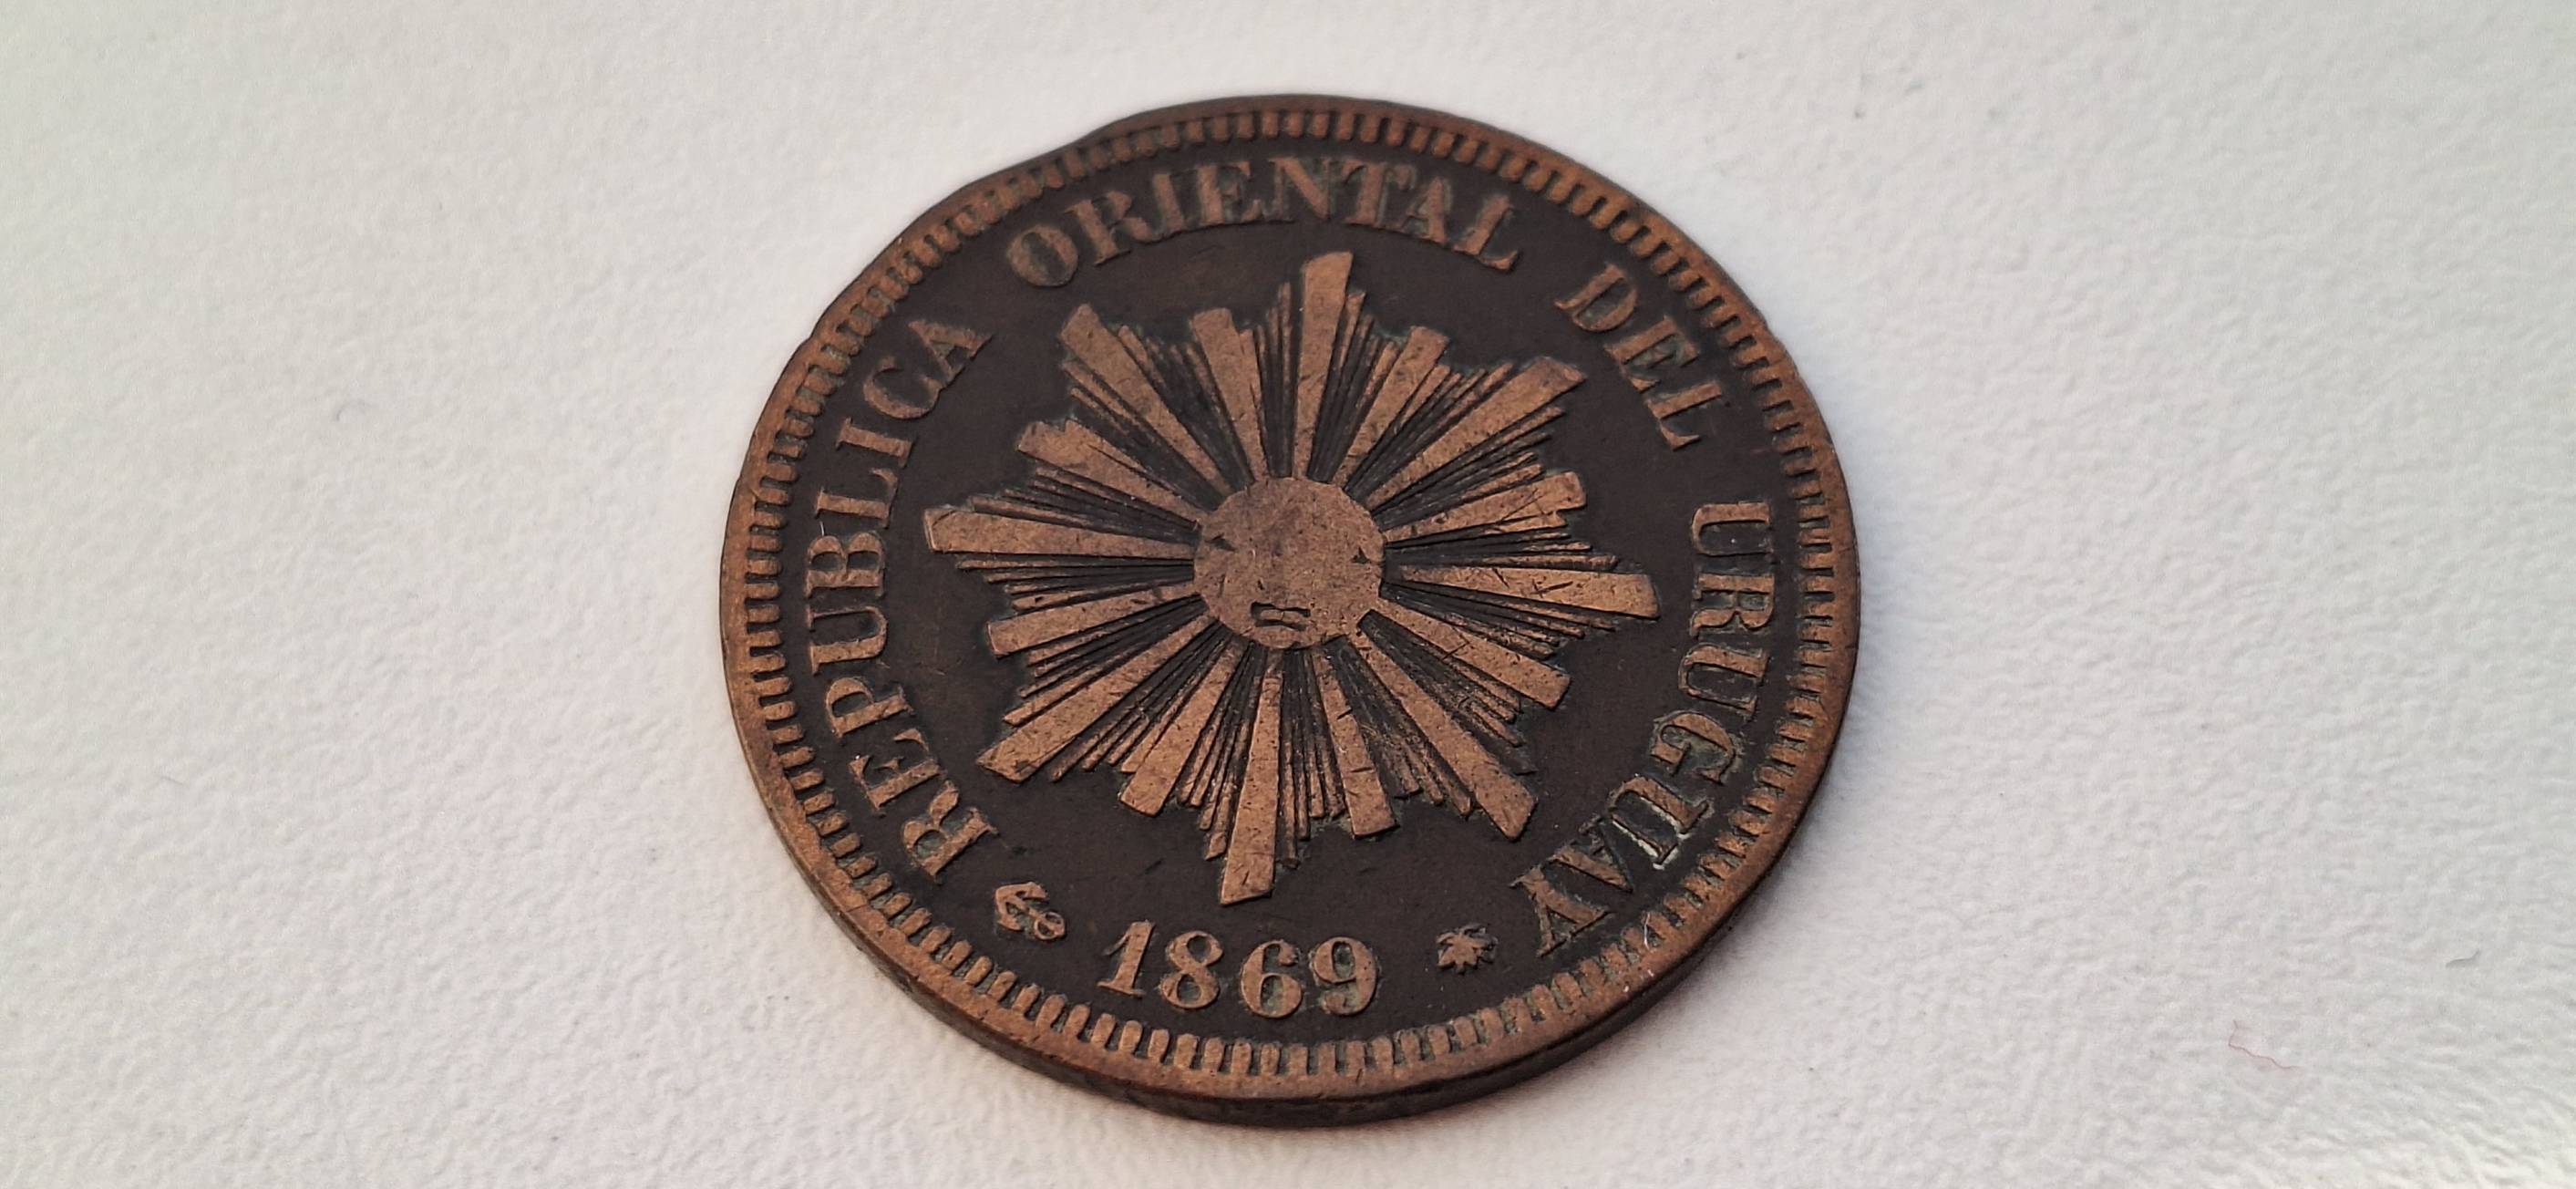 REPUBLICA ORIENTAL DEL URUGUAY
1869